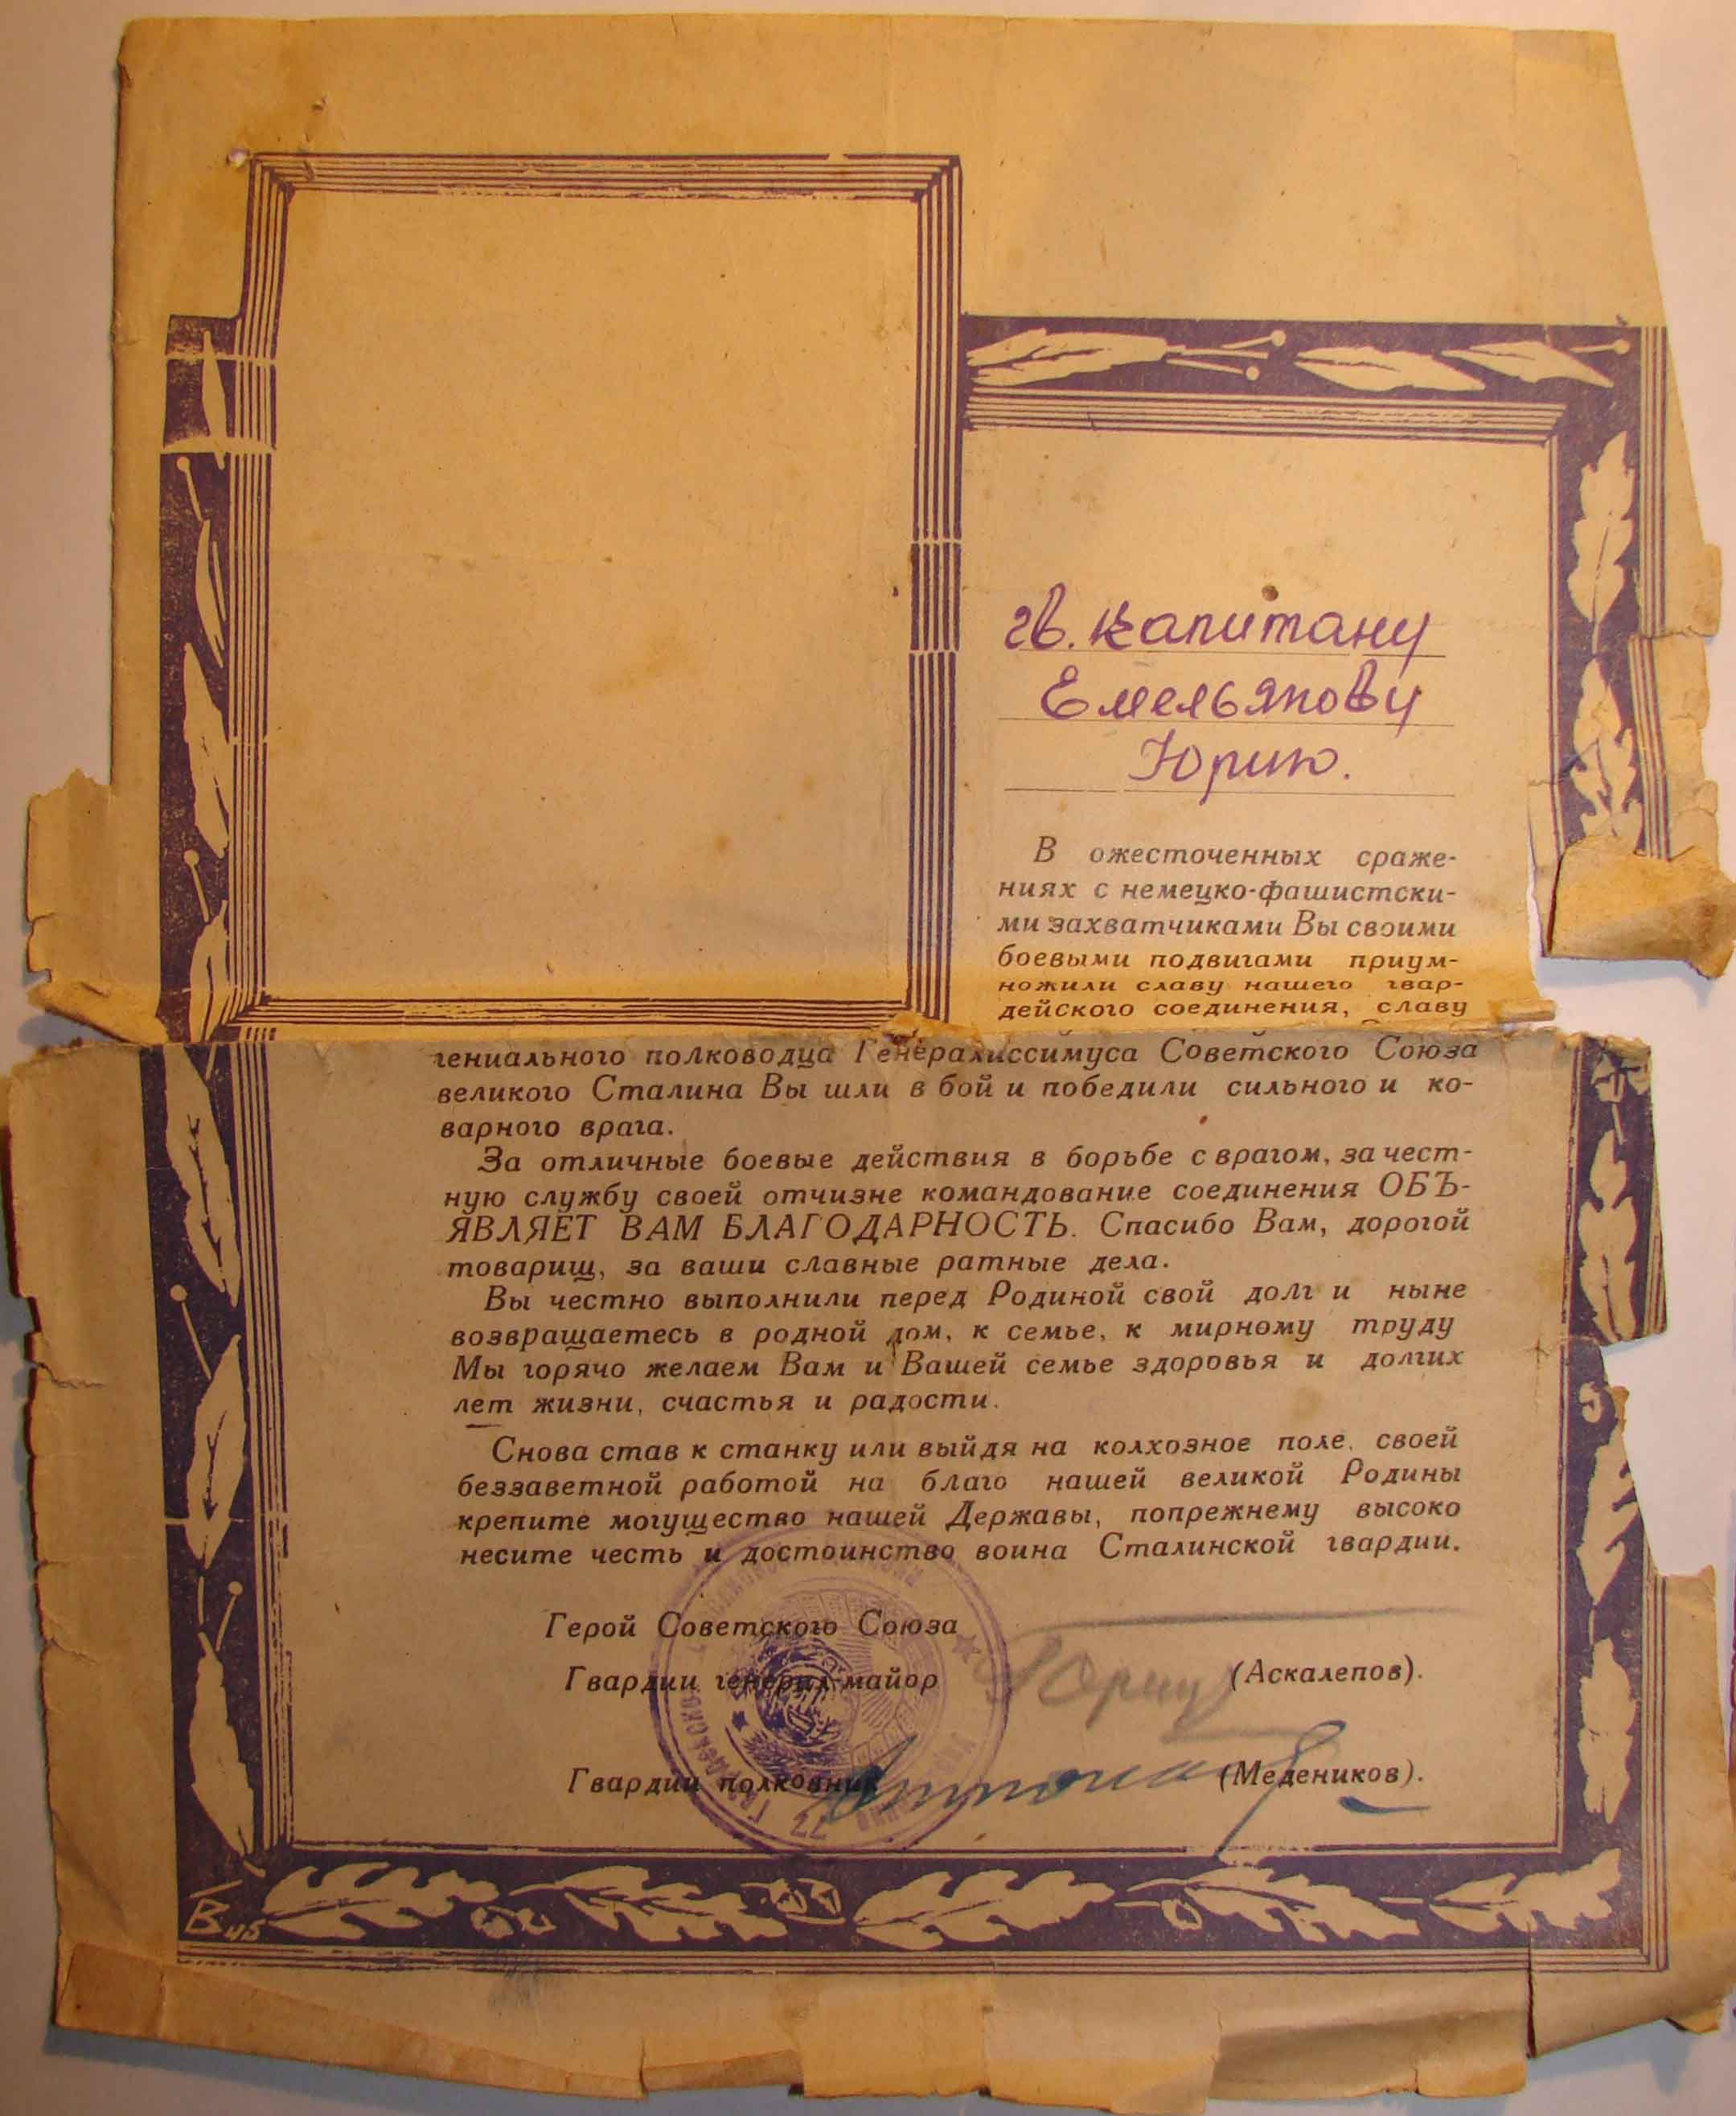 гв. капитану
Емельянову
Юрию.
В ожесточенных сраже-
ниях с немецко-фашистски-
ми захватчиками Вы своими
боевыми подвигами приум-
ножили славу нашего гвар-
дейского соединения, славу
гениального полководца Генералиссимуса Советского Союза
великого Сталина Вы шли в бой и победили сильного и ко-
варного врага.
За отличные боевые действия в борьбе с врагом, за чест-
ную службу своей отчизне командование соединения ОБЪ-
ЯВЛЯЕТ ВАМ БЛАГОДАРНОСТЬ. Спасибо Вам, дорогой
товарищ, за ваши славные ратные дела.
Вы честно выполнили перед Родиной свой долг и ныне
возвращаетесь в родной дом, к семье, к мирному труду
Мы горячо желаем Вам и Вашей семье здоровья и долгих
лет жизни, счастья и радости.
Снова став к станку или выйдя на колхозное поле, своей
беззаветной работой на благо нашей великой Родины
крепите могущество нашей Державы, попрежнему высоко
несите честь и достоинство воина Сталинской гвардии.
Герой Советского Союза
Гвардии генерал-майор (Аскалепов).
Гвардии полковник (Медеников).
77